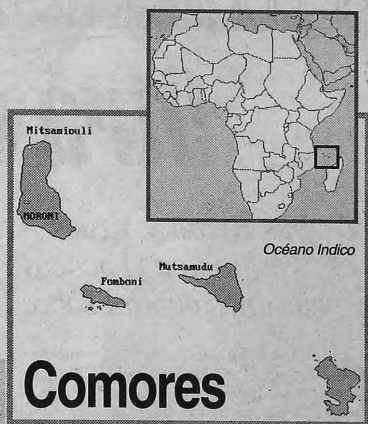 Mitsamiouli
MORONI
Océano Indico
Mutsamudu
Fomboni
Comores